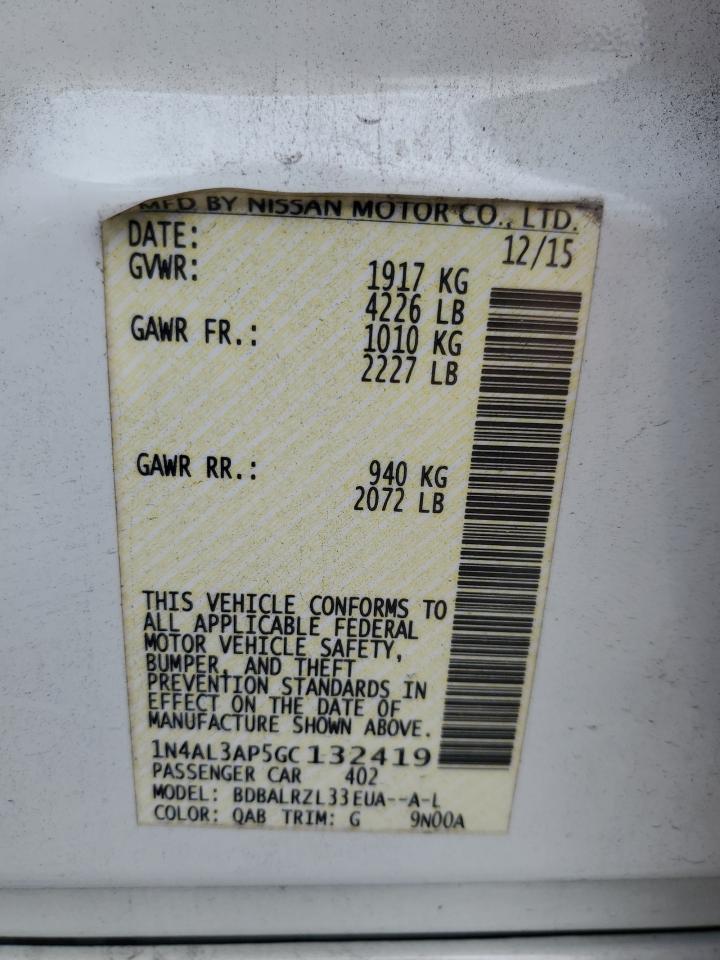 MFD BY NISSAN MOTOR CO., LTD.
DATE: 12/15
GVWR: 1917 KG
4226 LB
GAWR FR.: 1010 KG
2227 LB
GAWR RR.: 940 KG
2072 LB
THIS VEHICLE CONFORMS TO
ALL APPLICABLE FEDERAL
MOTOR VEHICLE SAFETY,
BUMPER, AND THEFT
PREVENTION STANDARDS IN
EFFECT ON THE DATE OF
MANUFACTURE SHOWN ABOVE.
1N4AL3AP5GC132419
PASSENGER CAR 402
MODEL: BDBALRZL33EUA--A-L
COLOR: QAB TRIM: G 9N00A